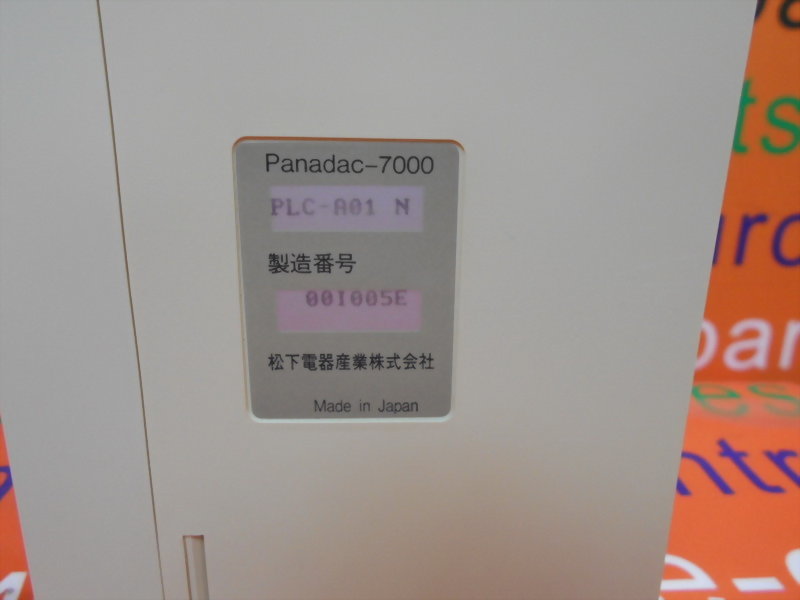 Panadac-7000
PLC-A01 N
製造番号
00I005E
松下電器産業株式会社
Made in Japan